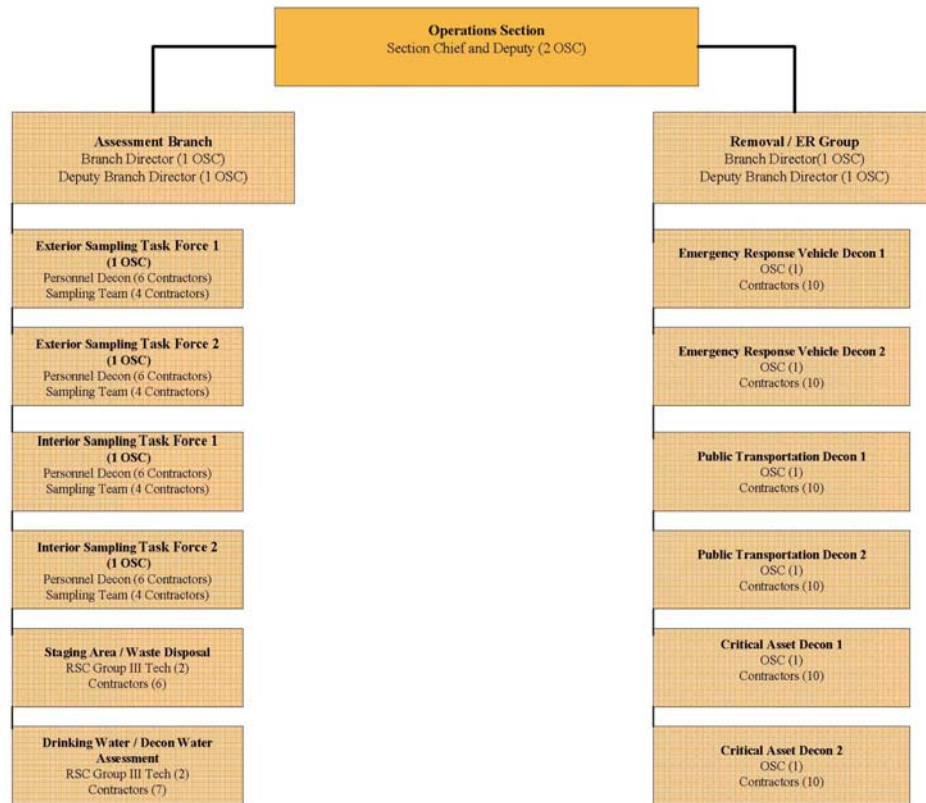 Operations Section
Section Chief and Deputy (2 OSC)
Assessment Branch
Branch Director (1 OSC)
Deputy Branch Director (1 OSC)
Exterior Sampling Task Force 1
(1 OSC)
Personnel Decon (6 Contractors)
Sampling Team (4 Contractors)
Exterior Sampling Task Force 2
(1 OSC)
Personnel Decon (6 Contractors)
Sampling Team (4 Contractors)
Interior Sampling Task Force 1
(1 OSC)
Personnel Decon (6 Contractors)
Sampling Team (4 Contractors)
Interior Sampling Task Force 2
(1 OSC)
Personnel Decon (6 Contractors)
Sampling Team (4 Contractors)
Staging Area / Waste Disposal
RSC Group III Tech (2)
Contractors (6)
Drinking Water / Decon Water
Assessment
RSC Group III Tech (2)
Contractors (7)
Removal / ER Group
Branch Director(1 OSC)
Deputy Branch Director (1 OSC)
Emergency Response Vehicle Decon 1
OSC (1)
Contractors (10)
Emergency Response Vehicle Decon 2
OSC (1)
Contractors (10)
Public Transportation Decon 1
OSC (1)
Contractors (10)
Public Transportation Decon 2
OSC (1)
Contractors (10)
Critical Asset Decon 1
OSC (1)
Contractors (10)
Critical Asset Decon 2
OSC (1)
Contractors (10)